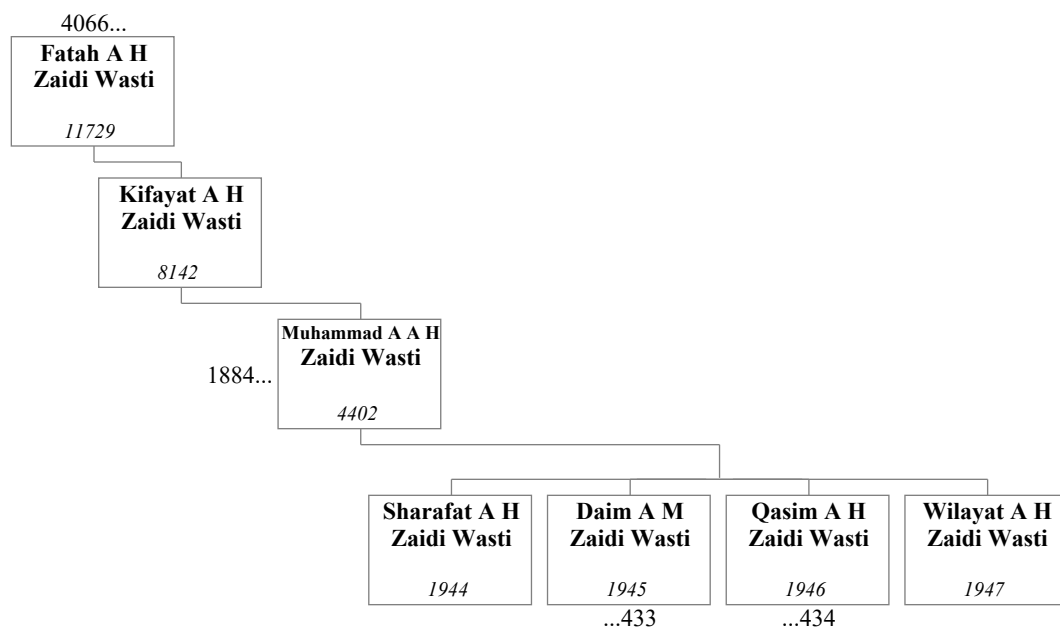 4066...
Fatah A H
Zaidi Wasti
11729
Kifayat A H
Zaidi Wasti
8142
Muhammad A A H
Zaidi Wasti
1884...
4402
Sharafat A H
Zaidi Wasti
1944
Daim A M
Zaidi Wasti
1945
...433
Qasim A H
Zaidi Wasti
1946
...434
Wilayat A H
Zaidi Wasti
1947